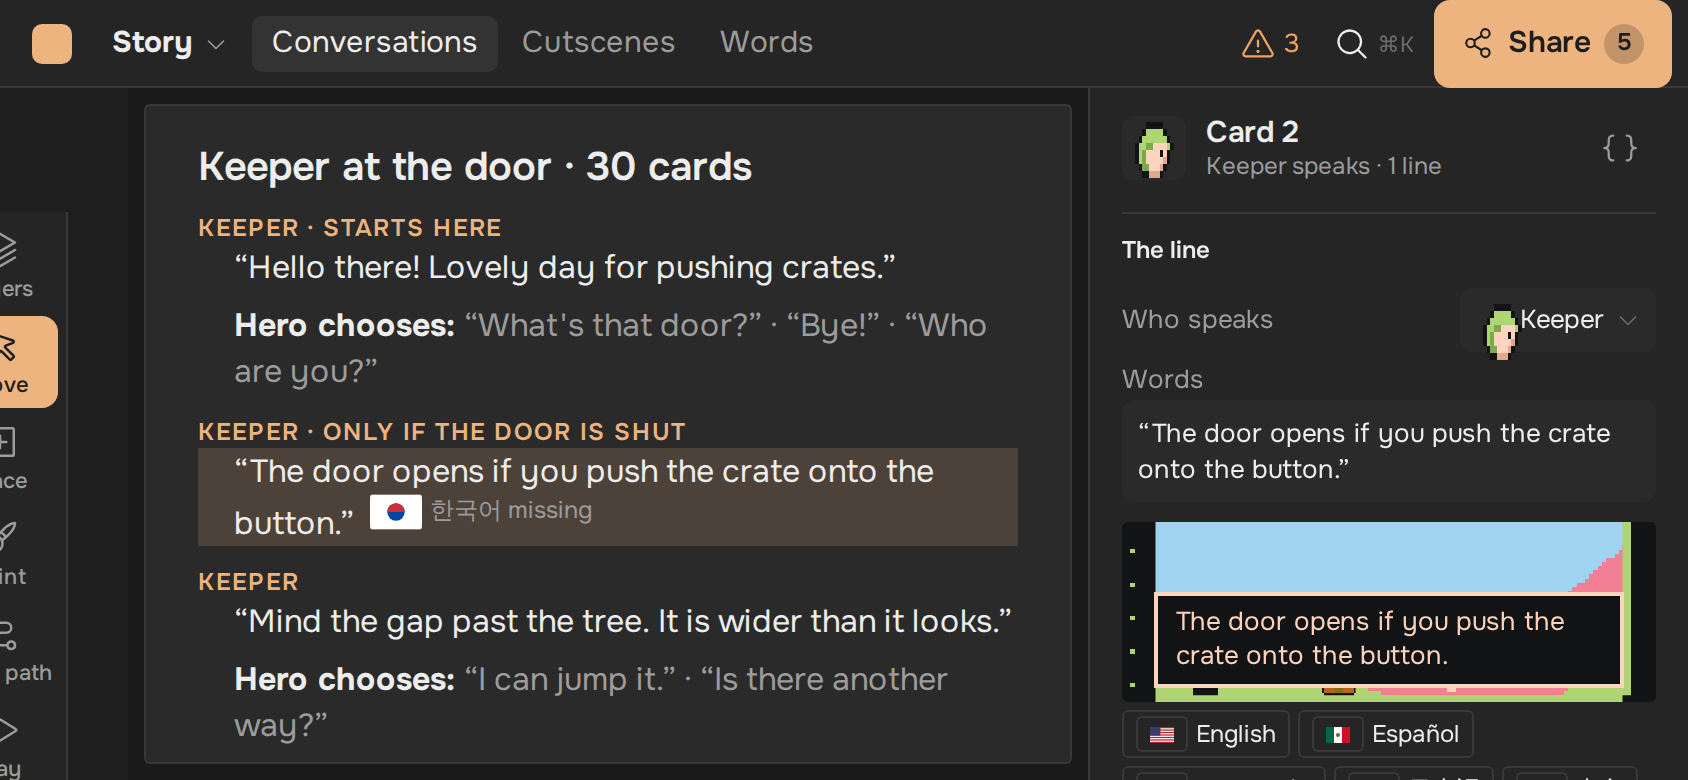 Story
Conversations
Cutscenes
Words
3
⌘K
Share 5
Keeper at the door · 30 cards
KEEPER · STARTS HERE
“Hello there! Lovely day for pushing crates.”
Hero chooses: “What's that door?” · “Bye!” · “Who
are you?”
KEEPER · ONLY IF THE DOOR IS SHUT
“The door opens if you push the crate onto the
button.” 한국어 missing
KEEPER
“Mind the gap past the tree. It is wider than it looks.”
Hero chooses: “I can jump it.” · “Is there another
way?”
Card 2
Keeper speaks · 1 line
{ }
The line
Who speaks
Keeper
Words
“The door opens if you push the crate
onto the button.”
The door opens if you push the
crate onto the button.
English
Español
path